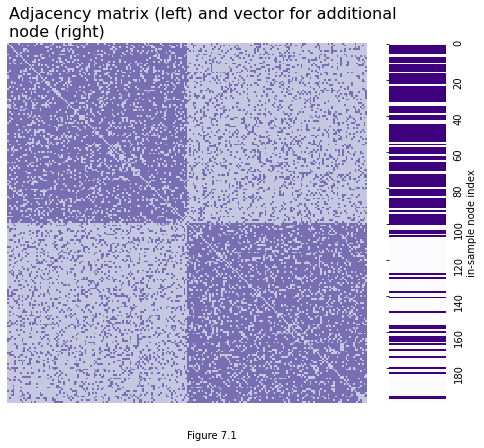 Adjacency matrix (left) and vector for additional
node (right)
0
20
40
60
80
100
120
140
160
180
in-sample node index
Figure 7.1